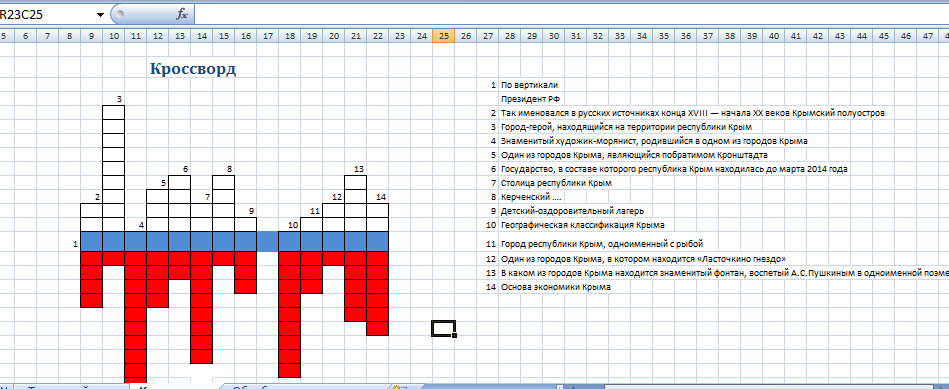 R23C25
fx
5 6 7 8 9 10 11 12 13 14 15 16 17 18 19 20 21 22 23 24 25 26 27 28 29 30 31 32 33 34 35 36 37 38 39 40 41 42 43 44 45 46 47
Кроссворд
1 По вертикали
3
Президент РФ
2 Так именовался в русских источниках конца XVIII — начала XX веков Крымский полуостров
3 Город-герой, находящийся на территории республики Крым
4 Знаменитый художник-морянист, родившийся в одном из городов Крыма
5 Один из городов Крыма, являющийся побратимом Кронштадта
6 8 13
6 Государство, в составе которого республика Крым находилась до марта 2014 года
5
7 Столица республики Крым
2 7 12 14
8 Керченский ....
9 11
9 Детский-оздоровительный лагерь
4 10
10 Географическая классификация Крыма
1
11 Город республики Крым, одноименный с рыбой
12 Один из городов Крыма, в котором находится «Ласточкино гнездо»
13 В каком из городов Крыма находится знаменитый фонтан, воспетый А.С.Пушкиным в одноименной поэме
14 Основа экономики Крыма